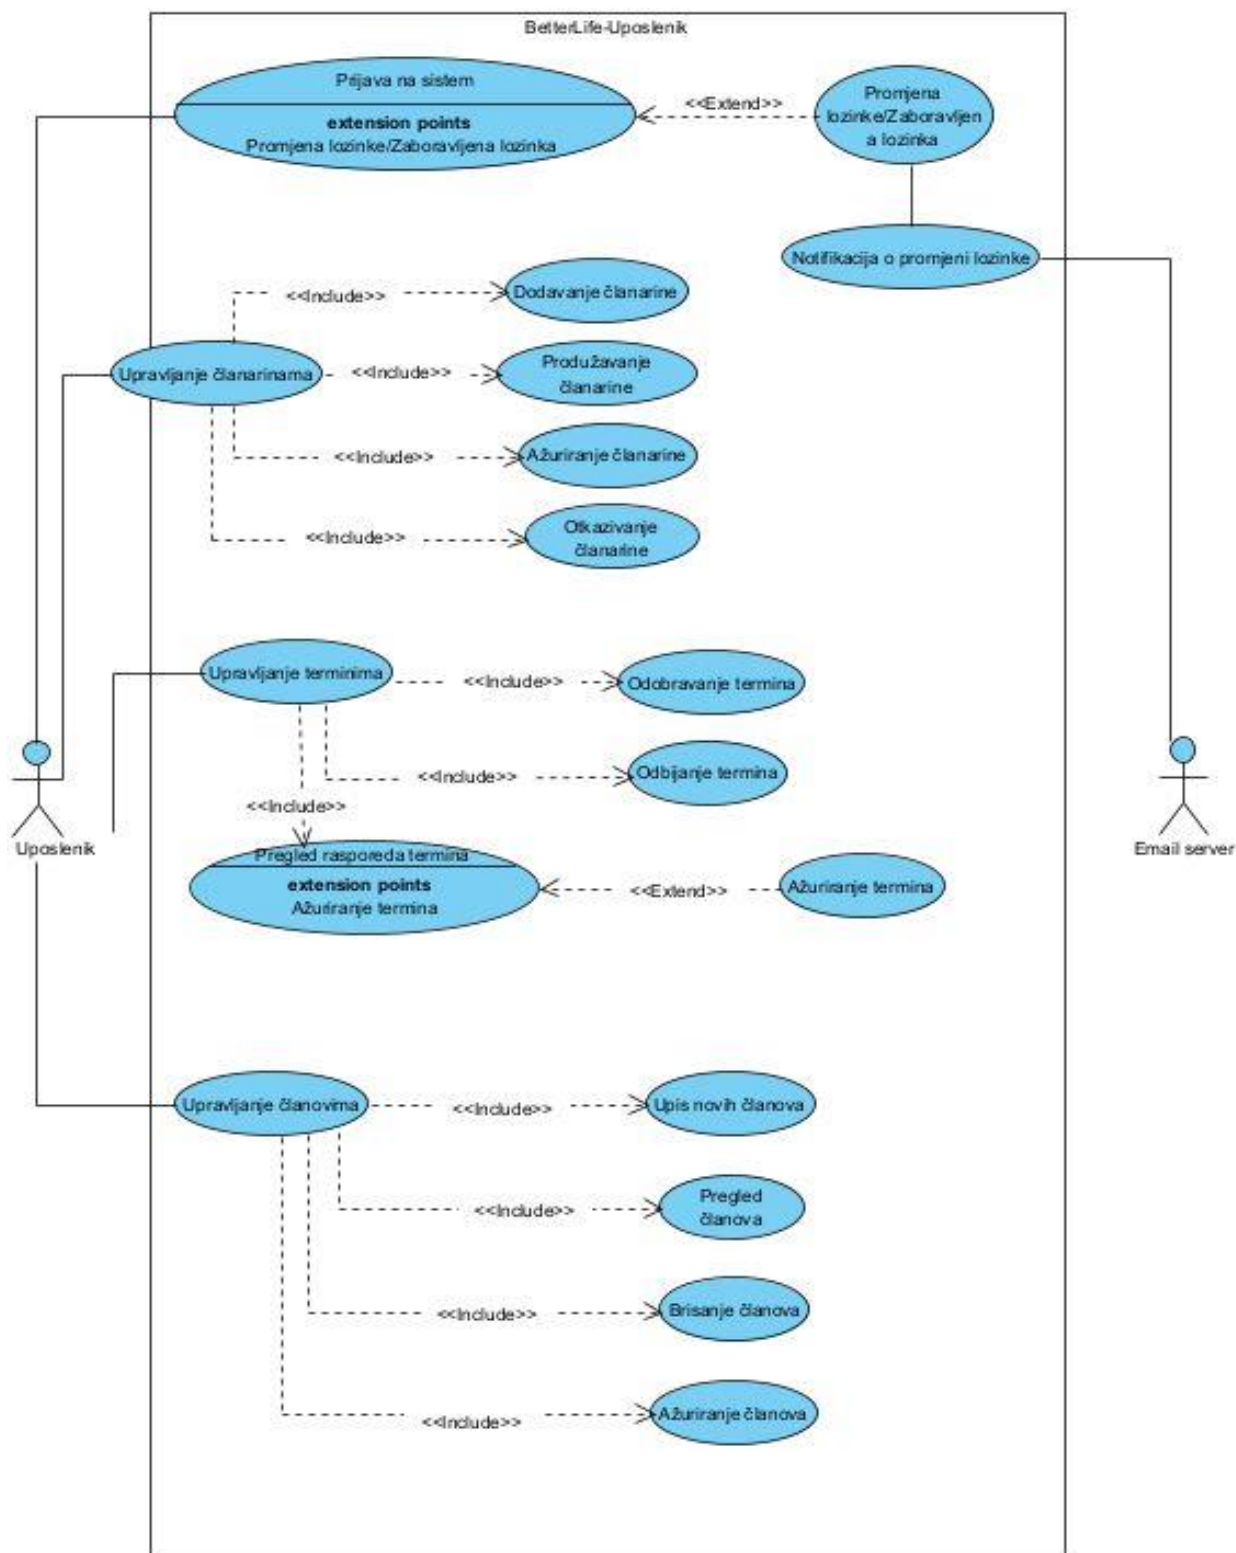 BetterLife-Uposlenik
Prijava na sistem
extension points
Promjena lozinke/Zaboravljena lozinka
<<Extend>>
Promjena
lozinke/Zaboravljen
a lozinka
Notifikacija o promjeni lozinke
<<Include>>
Dodavanje članarine
Upravljanje članarinama
<<Include>>
Produžavanje
članarine
<<Include>>
Ažuriranje članarine
<<Include>>
Otkazivanje
članarine
Upravljanje terminima
<<Include>>
Odobravanje termina
<<Include>>
Odbijanje termina
<<Include>>
Uposlenik
Email server
Pregled rasporeda termina
extension points
Ažuriranje termina
<<Extend>>
Ažuriranje termina
Upravljanje članovima
<<Include>>
Upis novih članova
<<Include>>
Pregled
članova
<<Include>>
Brisanje članova
<<Include>>
Ažuriranje članova